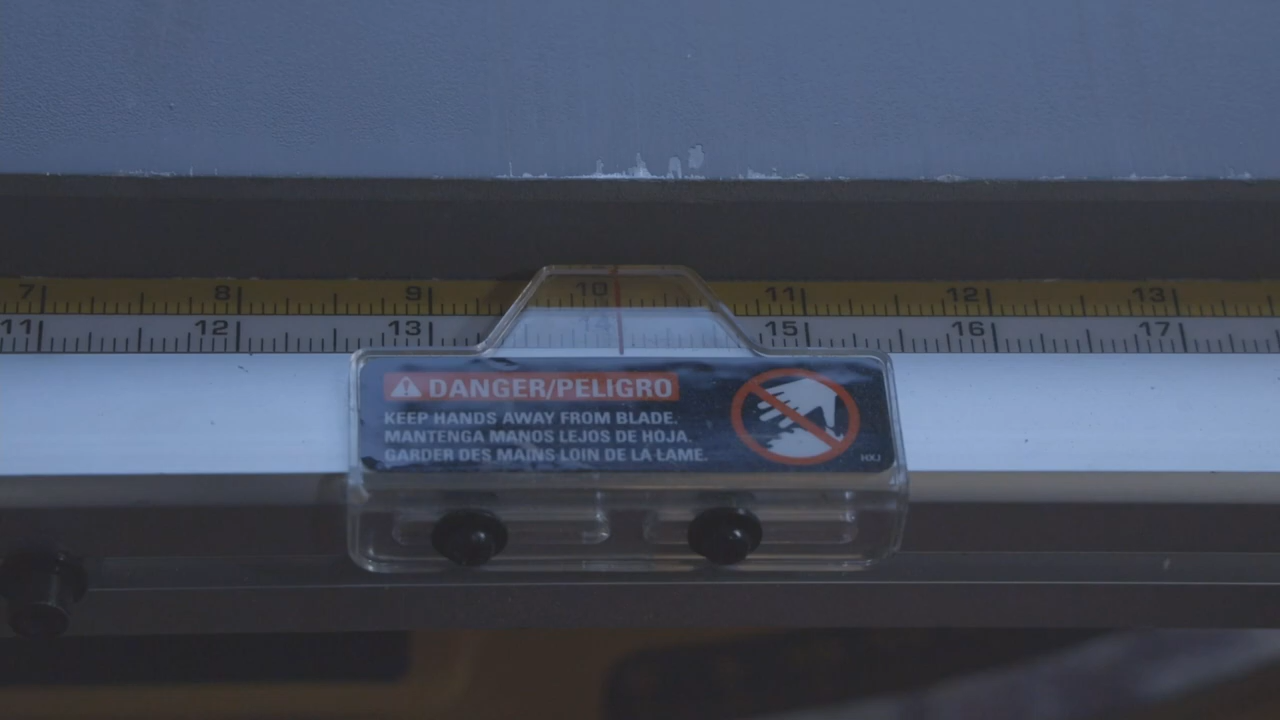 7 8 9 10 11 12 13
11 12 13 15 16 17
DANGER/PELIGRO
KEEP HANDS AWAY FROM BLADE.
MANTENGA MANOS LEJOS DE HOJA.
GARDER DES MAINS LOIN DE LA LAME.
HXJ